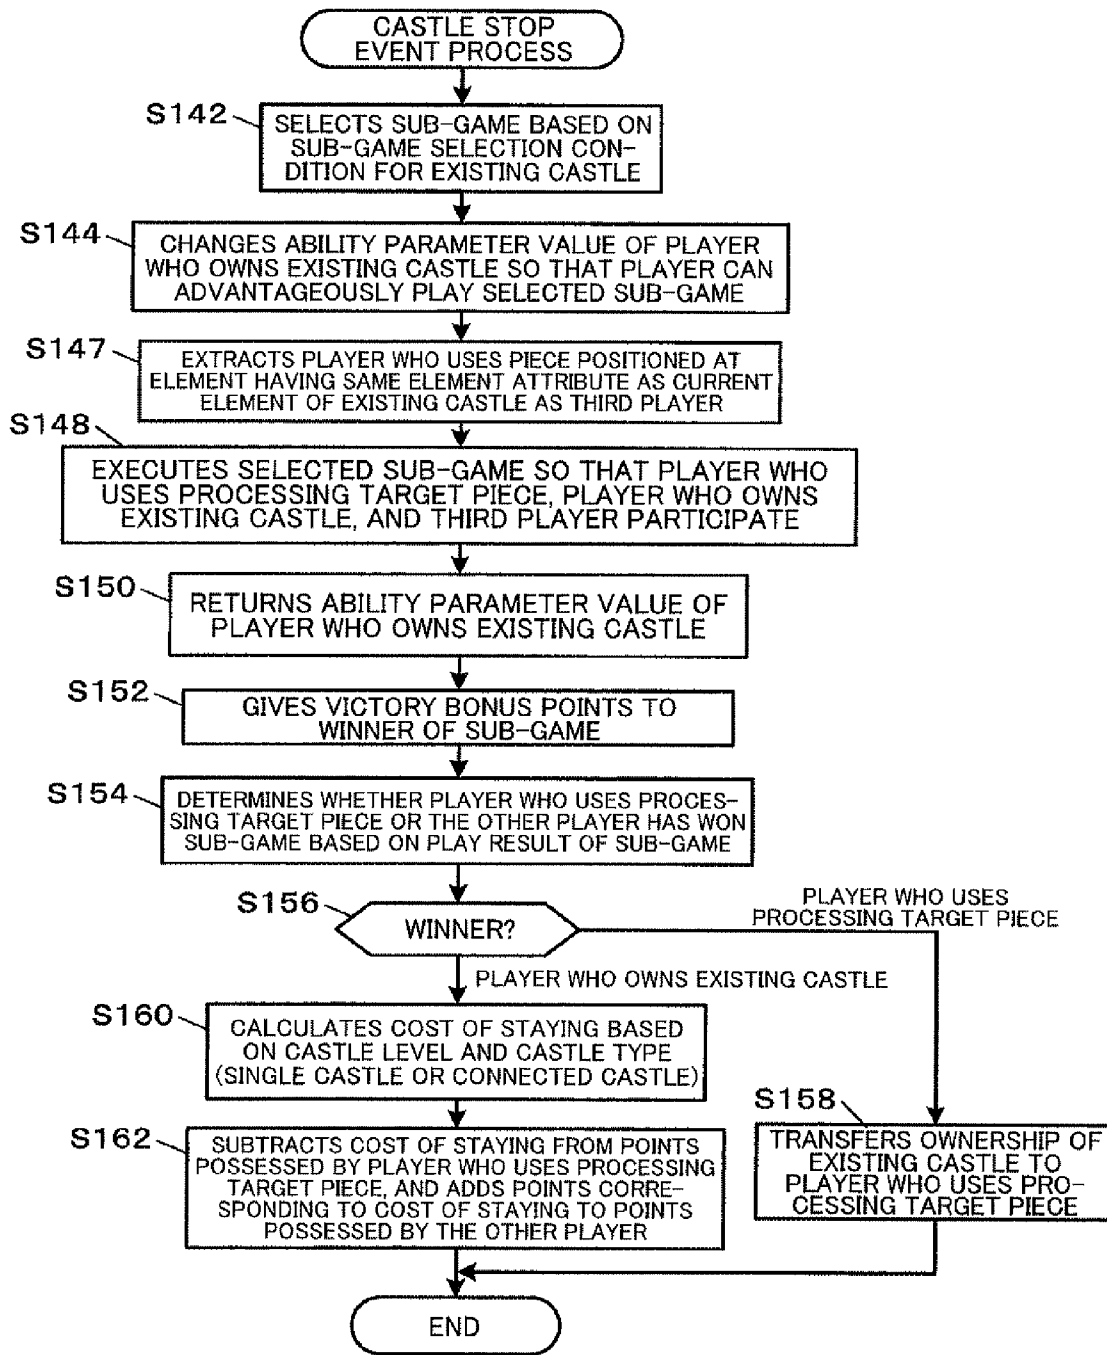 CASTLE STOP
EVENT PROCESS
S142
SELECTS SUB-GAME BASED ON
SUB-GAME SELECTION CON-
DITION FOR EXISTING CASTLE
S144
CHANGES ABILITY PARAMETER VALUE OF PLAYER
WHO OWNS EXISTING CASTLE SO THAT PLAYER CAN
ADVANTAGEOUSLY PLAY SELECTED SUB-GAME
S147
EXTRACTS PLAYER WHO USES PIECE POSITIONED AT
ELEMENT HAVING SAME ELEMENT ATTRIBUTE AS CURRENT
ELEMENT OF EXISTING CASTLE AS THIRD PLAYER
S148
EXECUTES SELECTED SUB-GAME SO THAT PLAYER WHO
USES PROCESSING TARGET PIECE, PLAYER WHO OWNS
EXISTING CASTLE, AND THIRD PLAYER PARTICIPATE
S150
RETURNS ABILITY PARAMETER VALUE OF
PLAYER WHO OWNS EXISTING CASTLE
S152
GIVES VICTORY BONUS POINTS TO
WINNER OF SUB-GAME
S154
DETERMINES WHETHER PLAYER WHO USES PROCES-
SING TARGET PIECE OR THE OTHER PLAYER HAS WON
SUB-GAME BASED ON PLAY RESULT OF SUB-GAME
S156
WINNER?
PLAYER WHO USES
PROCESSING TARGET PIECE
PLAYER WHO OWNS EXISTING CASTLE
S160
CALCULATES COST OF STAYING BASED
ON CASTLE LEVEL AND CASTLE TYPE
(SINGLE CASTLE OR CONNECTED CASTLE)
S158
TRANSFERS OWNERSHIP OF
EXISTING CASTLE TO
PLAYER WHO USES PRO-
CESSING TARGET PIECE
S162
SUBTRACTS COST OF STAYING FROM POINTS
POSSESSED BY PLAYER WHO USES PROCESSING
TARGET PIECE, AND ADDS POINTS CORRE-
SPONDING TO COST OF STAYING TO POINTS
POSSESSED BY THE OTHER PLAYER
END